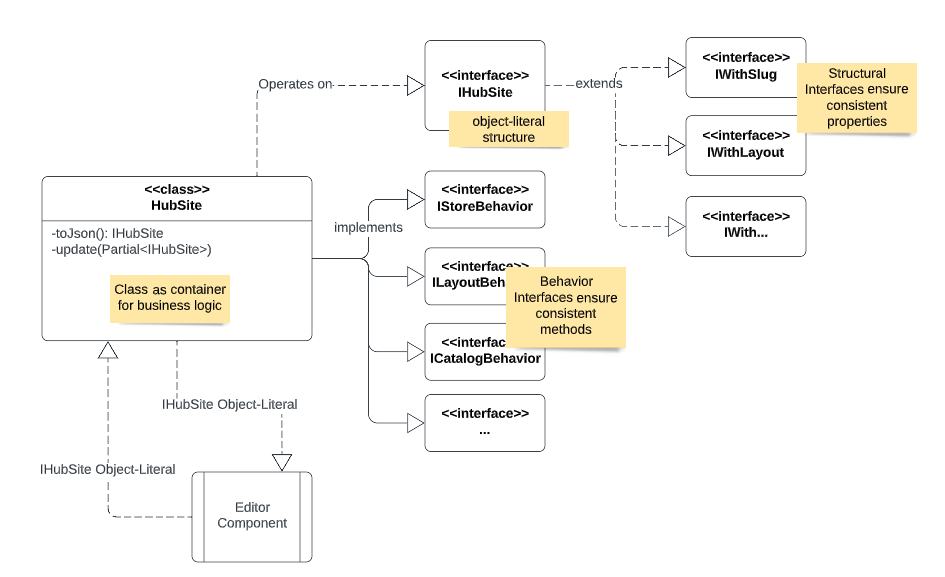 <<interface>>
IHubSite
object-literal
structure
Operates on
extends
<<interface>>
IWithSlug
Structural
Interfaces ensure
consistent
properties
<<interface>>
IWithLayout
<<interface>>
IWith...
<<class>>
HubSite
-toJson(): IHubSite
-update(Partial<IHubSite>)
Class as container
for business logic
implements
<<interface>>
IStoreBehavior
<<interface>>
ILayoutBeh
Behavior
Interfaces ensure
consistent
methods
<<interfac
ICatalogBehavior
<<interface>>
...
IHubSite Object-Literal
IHubSite Object-Literal
Editor
Component